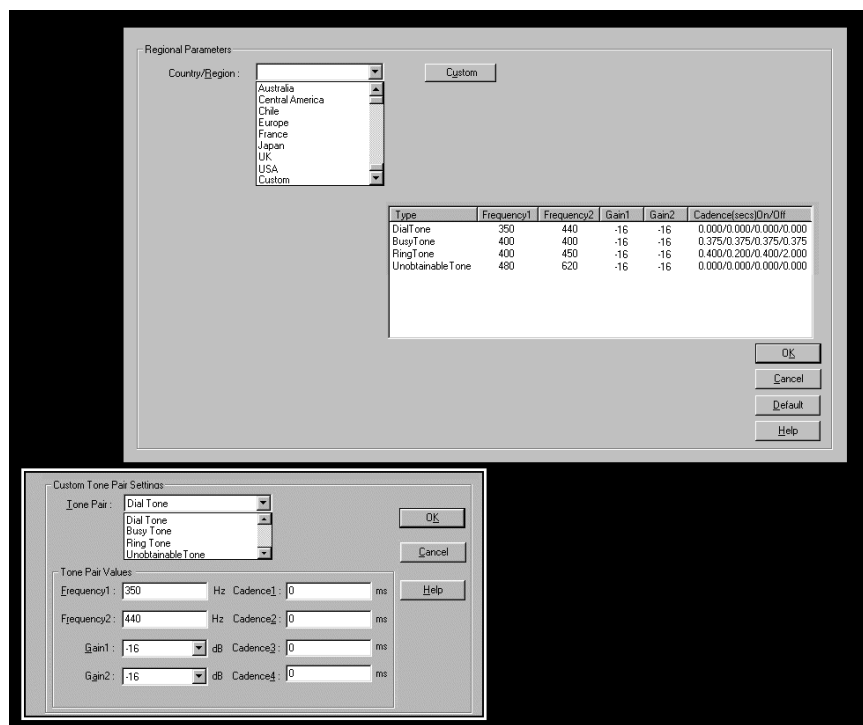 Regional Parameters
Country/Region :
Custom
Australia
Central America
Chile
Europe
France
Japan
UK
USA
Custom
Type Frequency1 Frequency2 Gain1 Gain2 Cadence(secs)On/Off
DialTone 350 440 -16 -16 0.000/0.000/0.000/0.000
BusyTone 400 400 -16 -16 0.375/0.375/0.375/0.375
RingTone 400 450 -16 -16 0.400/0.200/0.400/2.000
UnobtainableTone 480 620 -16 -16 0.000/0.000/0.000/0.000
OK
Cancel
Default
Help
Custom Tone Pair Settings
Tone Pair : Dial Tone
Dial Tone
Busy Tone
Ring Tone
UnobtainableTone
OK
Cancel
Help
Tone Pair Values
Frequency1 : 350 Hz Cadence1 : 0 ms
Frequency2 : 440 Hz Cadence2 : 0 ms
Gain1 : -16 dB Cadence3 : 0 ms
Gain2 : -16 dB Cadence4 : 0 ms